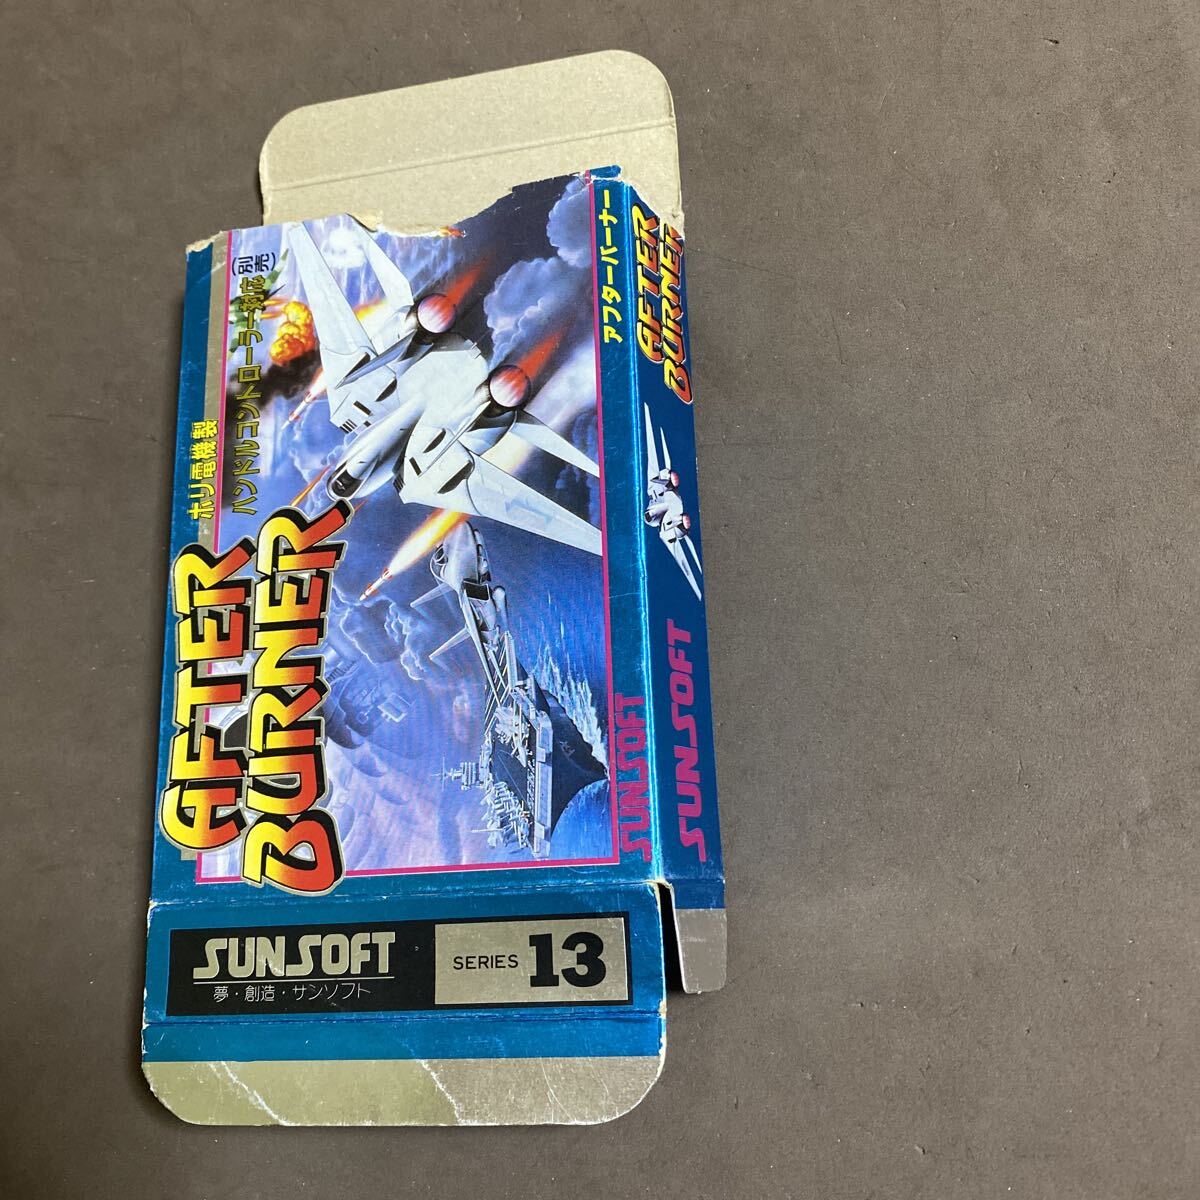 ホリ電機製
ハンドルコントローラー対応
(別売)
AFTER
BURNER
SUNSOFT
アフターバーナー
AFTER
BURNER
SUNSOFT
SUNSOFT
夢・創造・サンソフト
SERIES 13